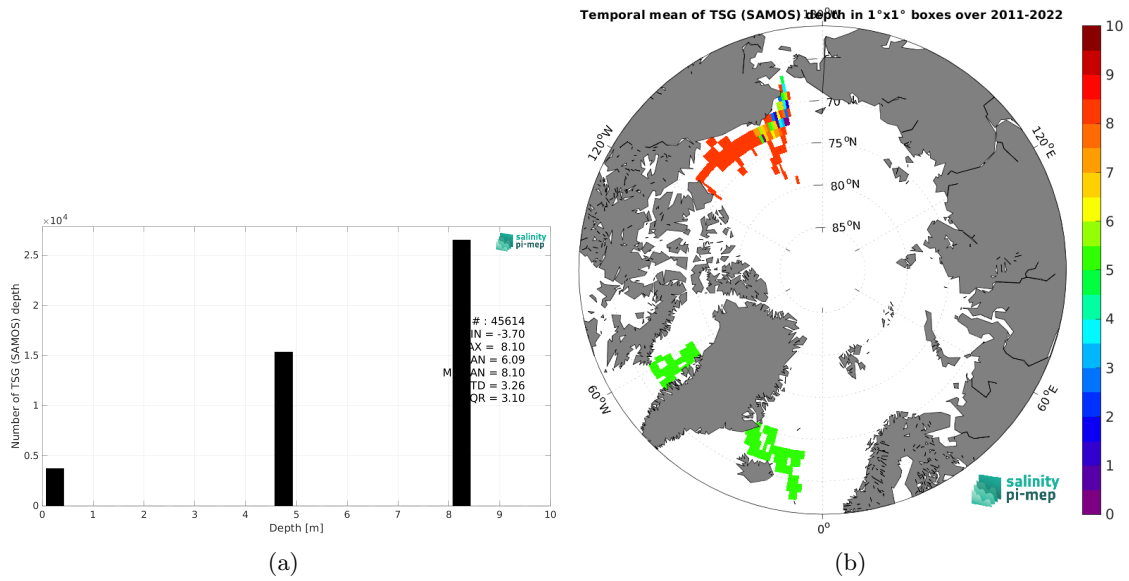 Temporal mean of TSG (SAMOS) depth in 1°x1° boxes over 2011-2022
×10⁴
2.5
2
1.5
1
0.5
0
Number of TSG (SAMOS) depth
salinity
pi-mep
# : 45614
IN = -3.70
AX = 8.10
AN = 6.09
M AN = 8.10
TD = 3.26
QR = 3.10
0 1 2 3 4 5 6 7 8 9 10
Depth [m]
(a)
120°W
60°W
0°
60°E
120°E
70°N
75°N
80°N
85°N
salinity
pi-mep
10
9
8
7
6
5
4
3
2
1
0
(b)